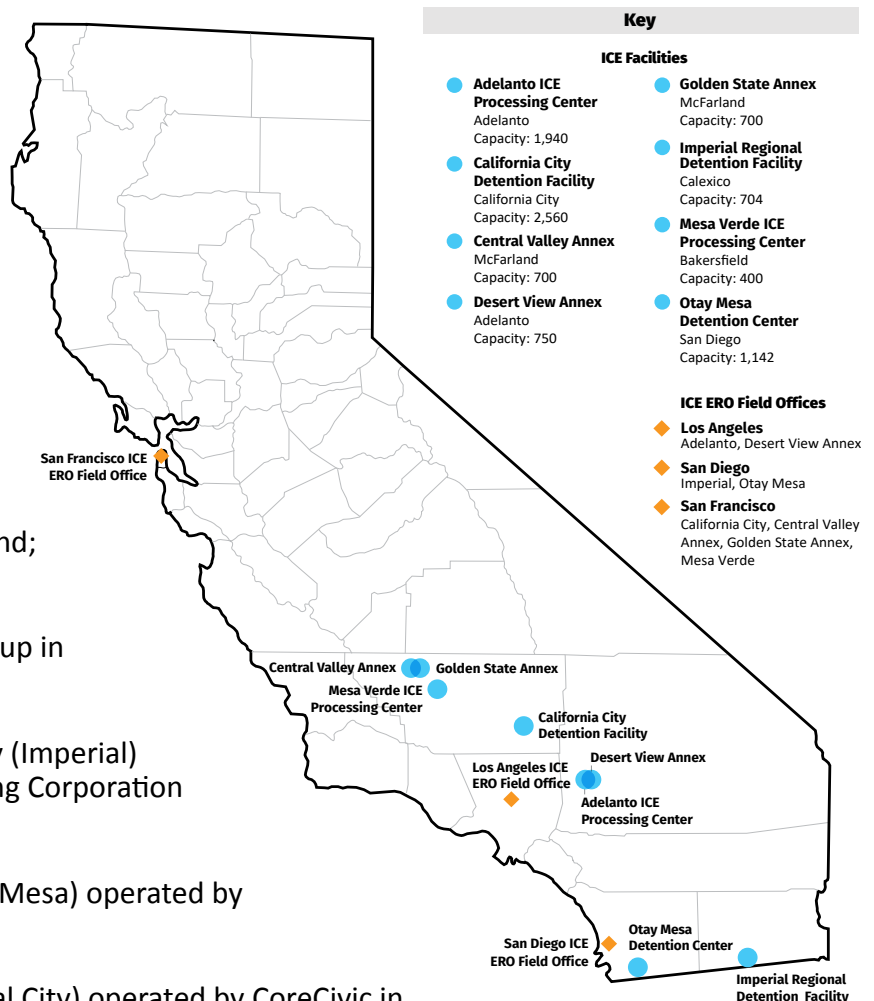 Key
ICE Facilities
Adelanto ICE
Processing Center
Adelanto
Capacity: 1,940
California City
Detention Facility
California City
Capacity: 2,560
Central Valley Annex
McFarland
Capacity: 700
Desert View Annex
Adelanto
Capacity: 750
Golden State Annex
McFarland
Capacity: 700
Imperial Regional
Detention Facility
Calexico
Capacity: 704
Mesa Verde ICE
Processing Center
Bakersfield
Capacity: 400
Otay Mesa
Detention Center
San Diego
Capacity: 1,142
ICE ERO Field Offices
Los Angeles
Adelanto, Desert View Annex
San Diego
Imperial, Otay Mesa
San Francisco
California City, Central Valley
Annex, Golden State Annex,
Mesa Verde
San Francisco ICE
ERO Field Office
nd;
up in
y (Imperial)
ng Corporation
Mesa) operated by
al City) operated by CoreCivic in
Central Valley Annex
Golden State Annex
Mesa Verde ICE
Processing Center
California City
Detention Facility
Desert View Annex
Los Angeles ICE
ERO Field Office
Adelanto ICE
Processing Center
Otay Mesa
Detention Center
San Diego ICE
ERO Field Office
Imperial Regional
Detention Facility